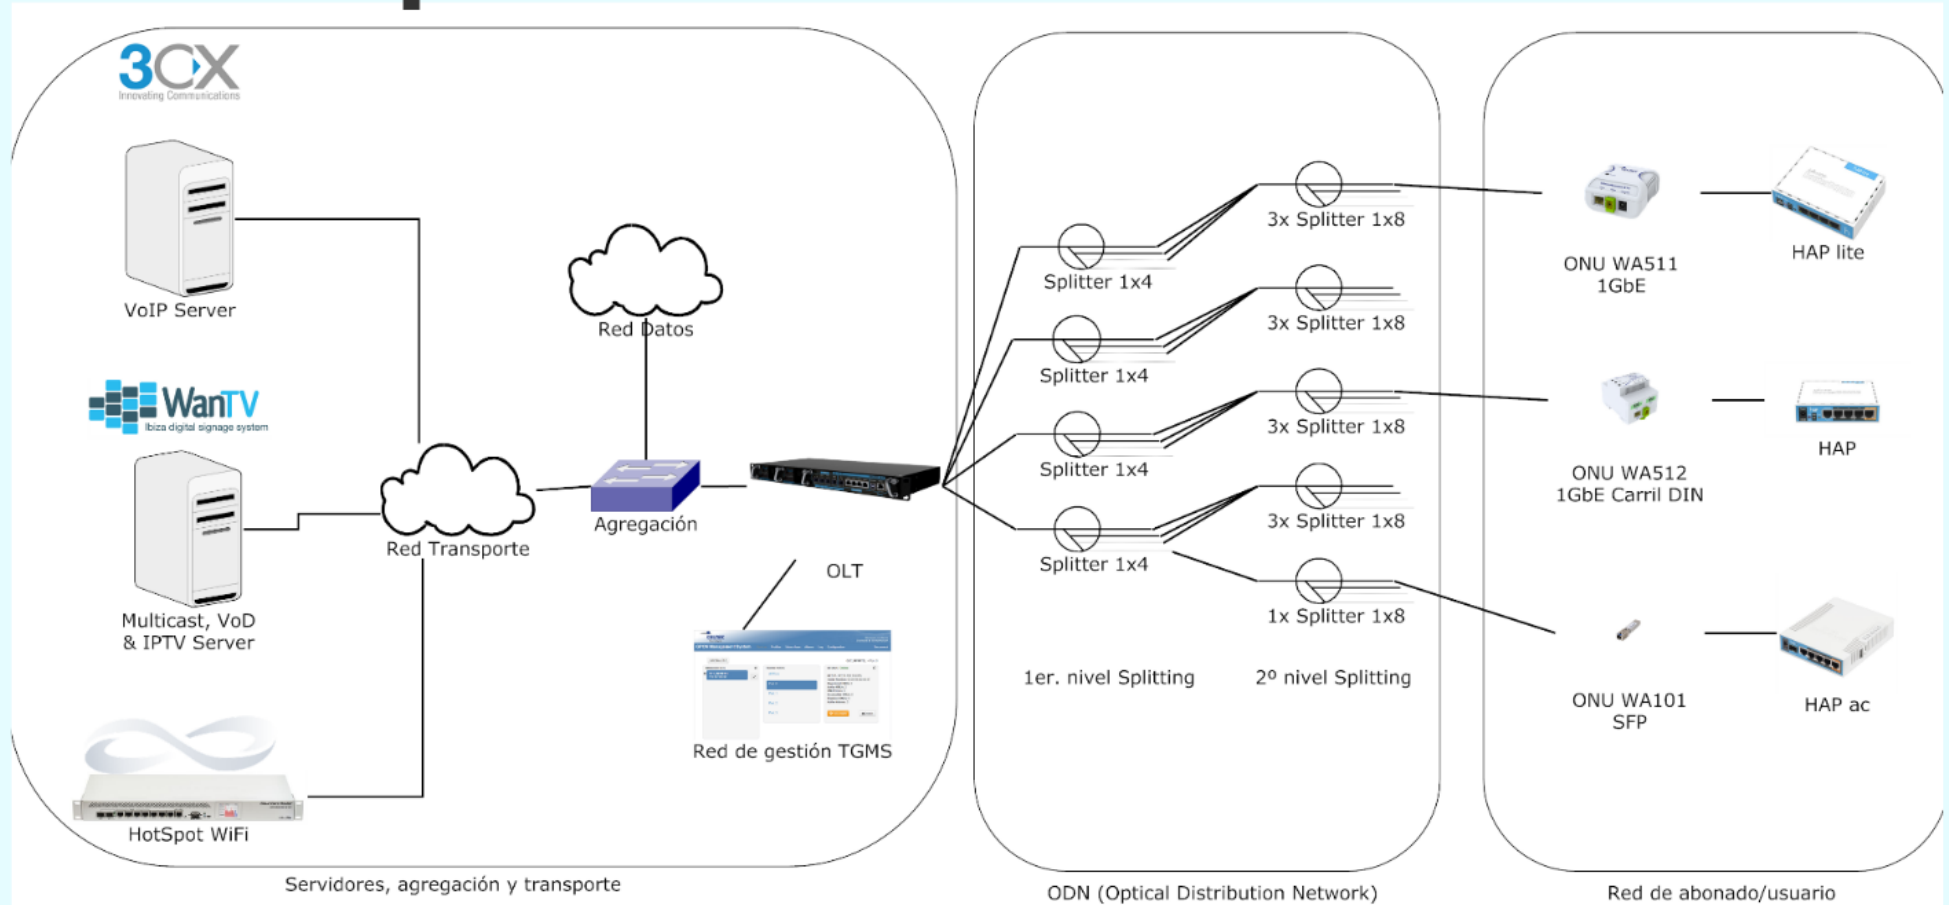 3CX
Innovating Communications
VoIP Server
WanTV
Ibiza digital signage system
Multicast, VoD
& IPTV Server
HotSpot WiFi
Red Transporte
Red Datos
Agregación
OLT
Red de gestión TGMS
Servidores, agregación y transporte
Splitter 1x4
Splitter 1x4
Splitter 1x4
Splitter 1x4
1er. nivel Splitting
3x Splitter 1x8
3x Splitter 1x8
3x Splitter 1x8
3x Splitter 1x8
1x Splitter 1x8
2º nivel Splitting
ODN (Optical Distribution Network)
ONU WA511
1GbE
HAP lite
ONU WA512
1GbE Carril DIN
HAP
ONU WA101
SFP
HAP ac
Red de abonado/usuario